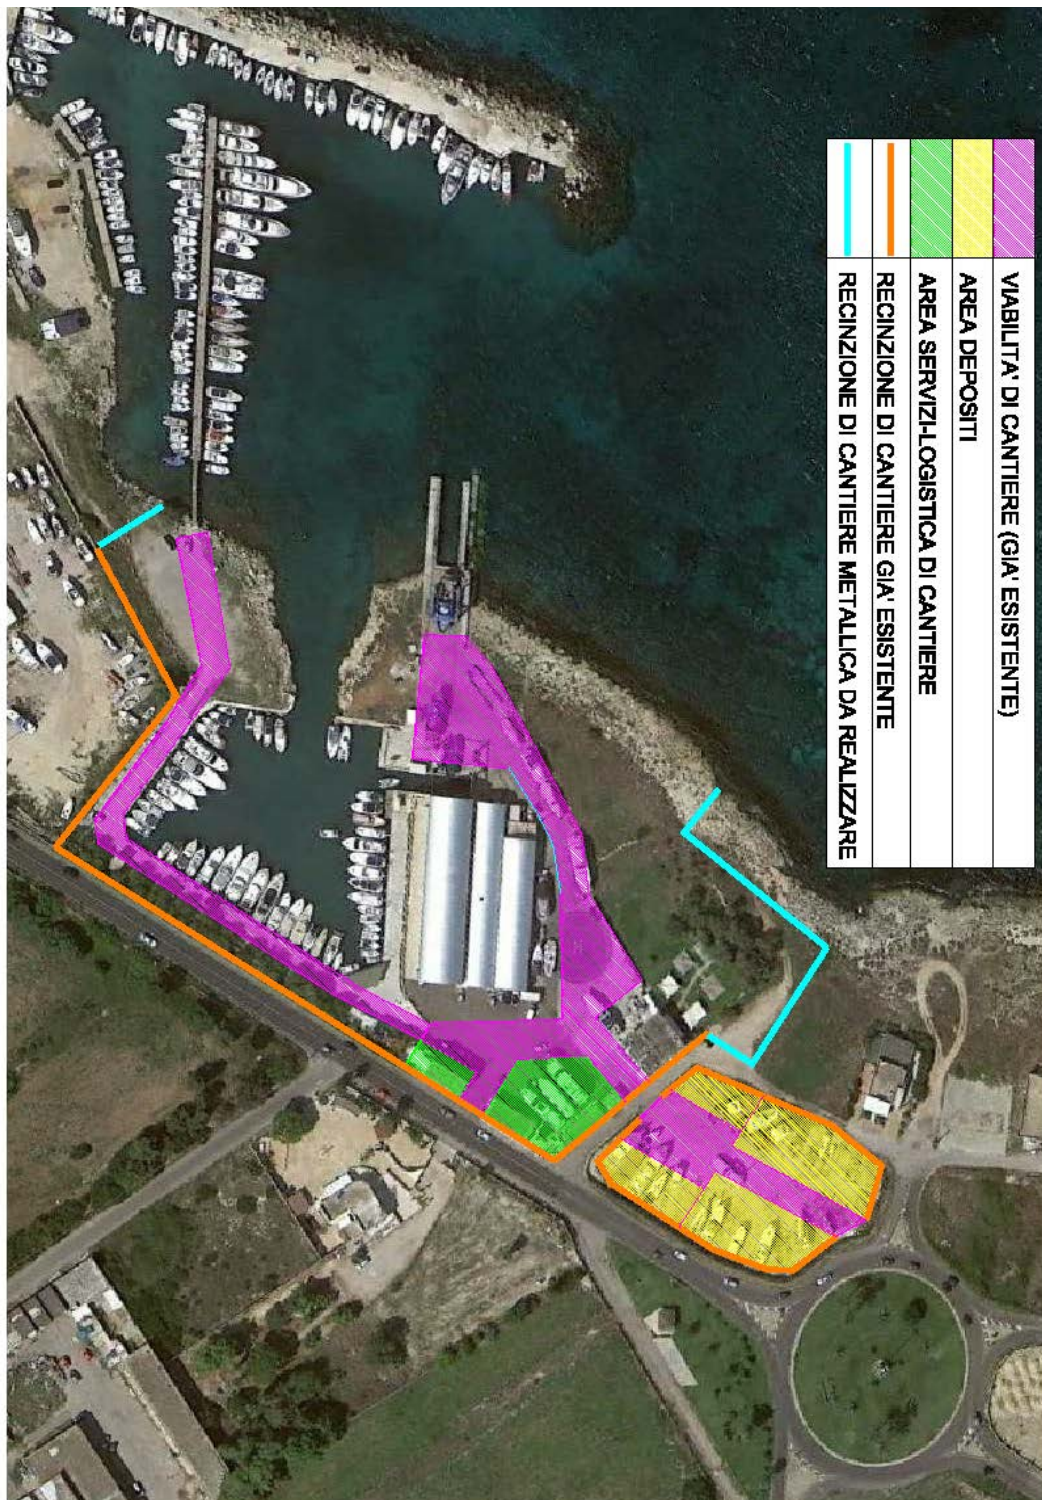 VIABILITA' DI CANTIERE (GIA' ESISTENTE)
AREA DEPOSITI
AREA SERVIZI-LOGISTICA DI CANTIERE
RECINZIONE DI CANTIERE GIA' ESISTENTE
RECINZIONE DI CANTIERE METALLICA DA REALIZZARE